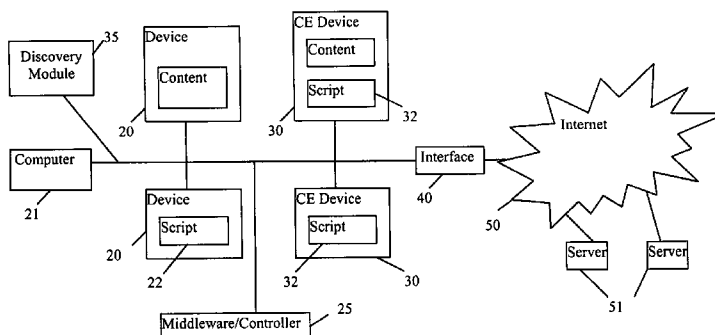 35
Discovery
Module
Device
Content
20
CE Device
Content
Script
30
32
Internet
Computer
21
Interface
40
50
Device
Script
20
22
CE Device
Script
32
30
Server
Server
51
Middleware/Controller
25